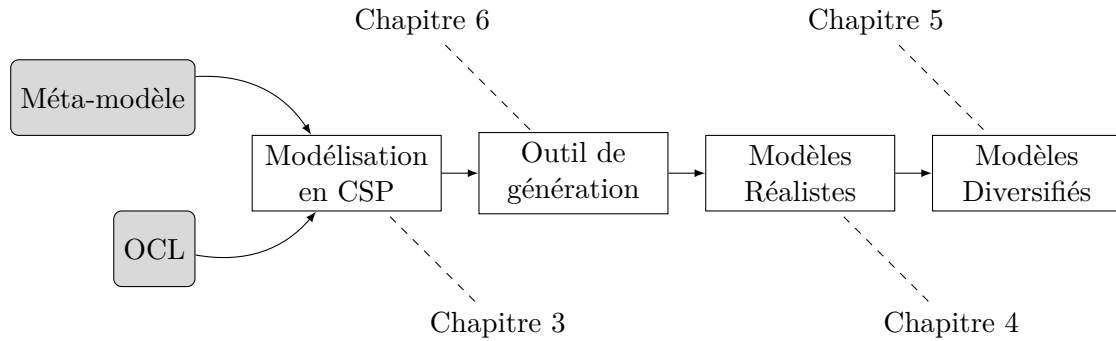 Chapitre 6
Chapitre 5
Méta-modèle
Modélisation
en CSP
Outil de
génération
Modèles
Réalistes
Modèles
Diversifiés
OCL
Chapitre 3
Chapitre 4